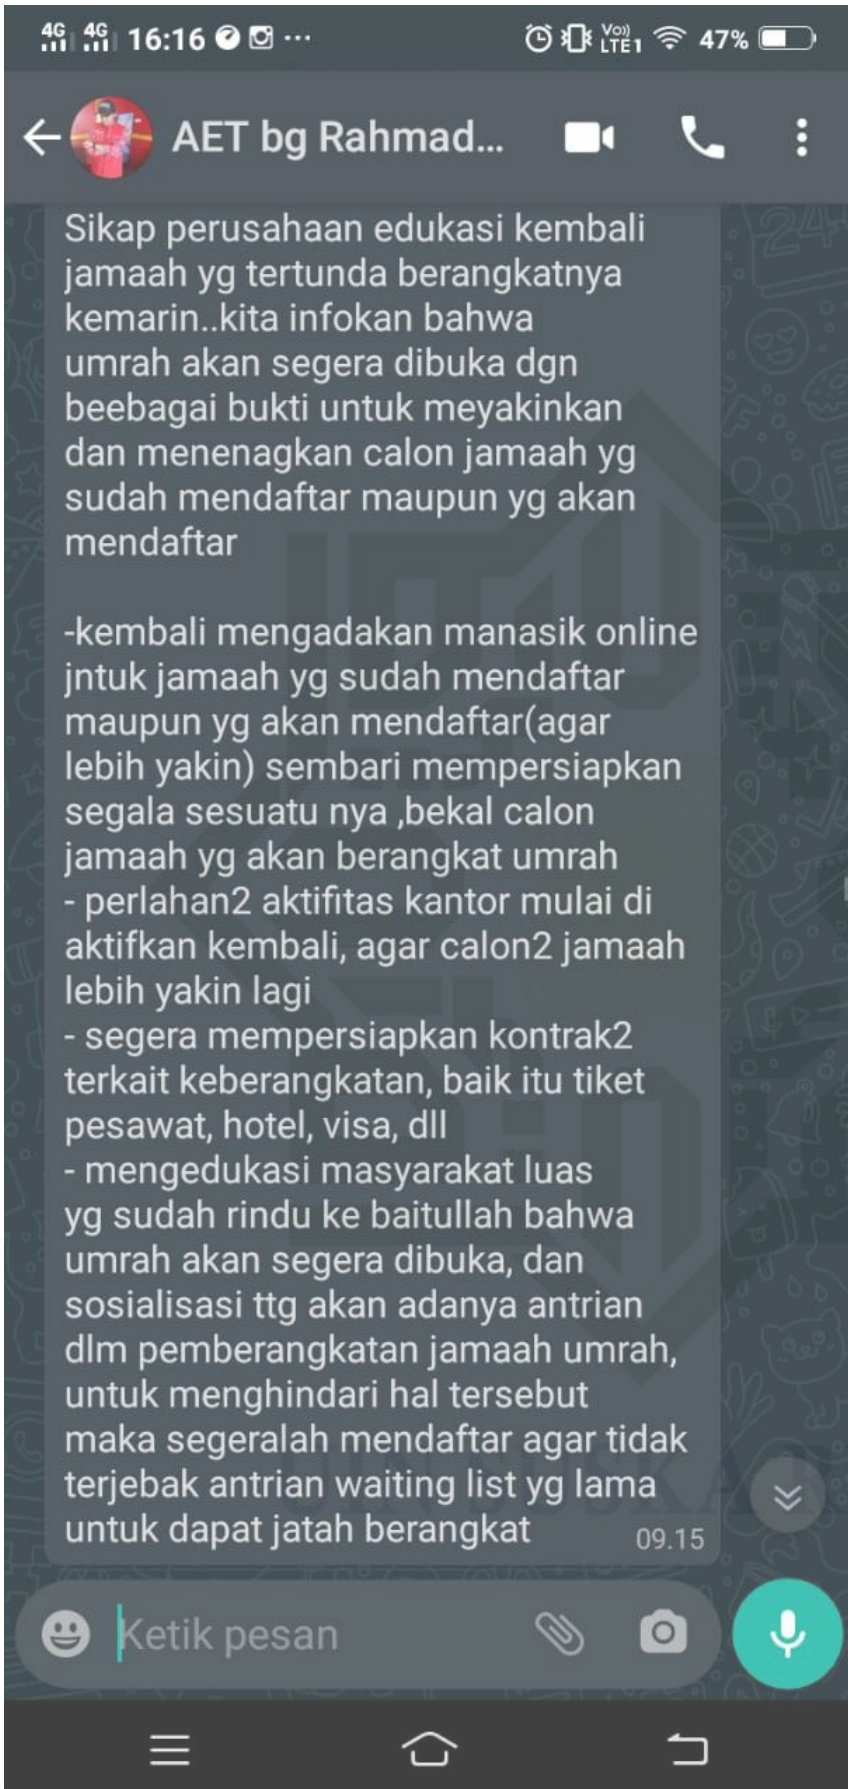 4G 4G 16:16 ... Vo)) LTE1 47%
AET bg Rahmad...
Sikap perusahaan edukasi kembali
jamaah yg tertunda berangkatnya
kemarin..kita infokan bahwa
umrah akan segera dibuka dgn
beebagai bukti untuk meyakinkan
dan menenagkan calon jamaah yg
sudah mendaftar maupun yg akan
mendaftar
-kembali mengadakan manasik online
jntuk jamaah yg sudah mendaftar
maupun yg akan mendaftar(agar
lebih yakin) sembari mempersiapkan
segala sesuatu nya ,bekal calon
jamaah yg akan berangkat umrah
- perlahan2 aktifitas kantor mulai di
aktifkan kembali, agar calon2 jamaah
lebih yakin lagi
- segera mempersiapkan kontrak2
terkait keberangkatan, baik itu tiket
pesawat, hotel, visa, dll
- mengedukasi masyarakat luas
yg sudah rindu ke baitullah bahwa
umrah akan segera dibuka, dan
sosialisasi ttg akan adanya antrian
dlm pemberangkatan jamaah umrah,
untuk menghindari hal tersebut
maka segeralah mendaftar agar tidak
terjebak antrian waiting list yg lama
untuk dapat jatah berangkat 09.15
UIN SUSKA R
Ketik pesan